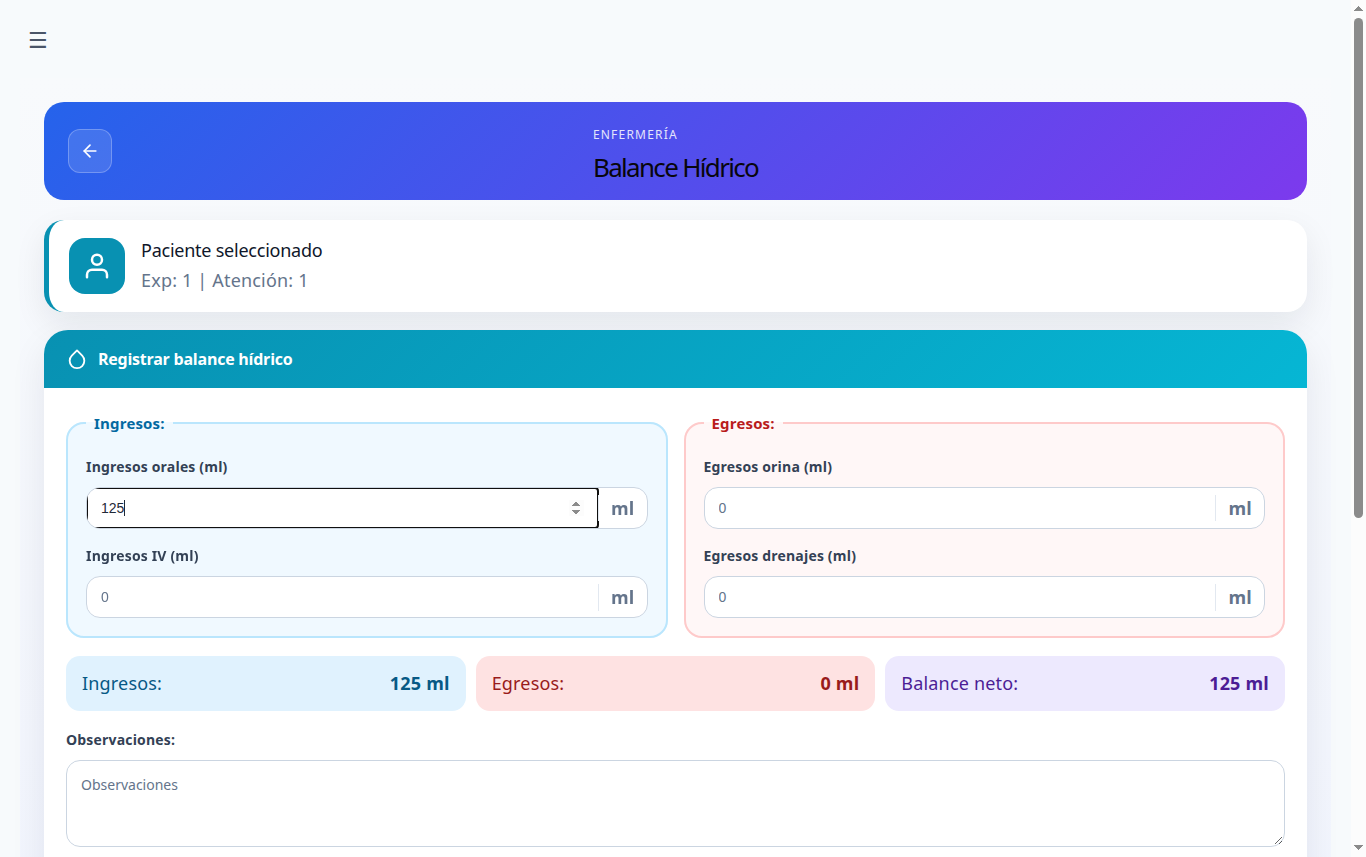 ENFERMERÍA
Balance Hídrico
Paciente seleccionado
Exp: 1 | Atención: 1
Registrar balance hídrico
Ingresos:
Ingresos orales (ml)
125 ml
Ingresos IV (ml)
0 ml
Egresos:
Egresos orina (ml)
0 ml
Egresos drenajes (ml)
0 ml
Ingresos: 125 ml
Egresos: 0 ml
Balance neto: 125 ml
Observaciones:
Observaciones